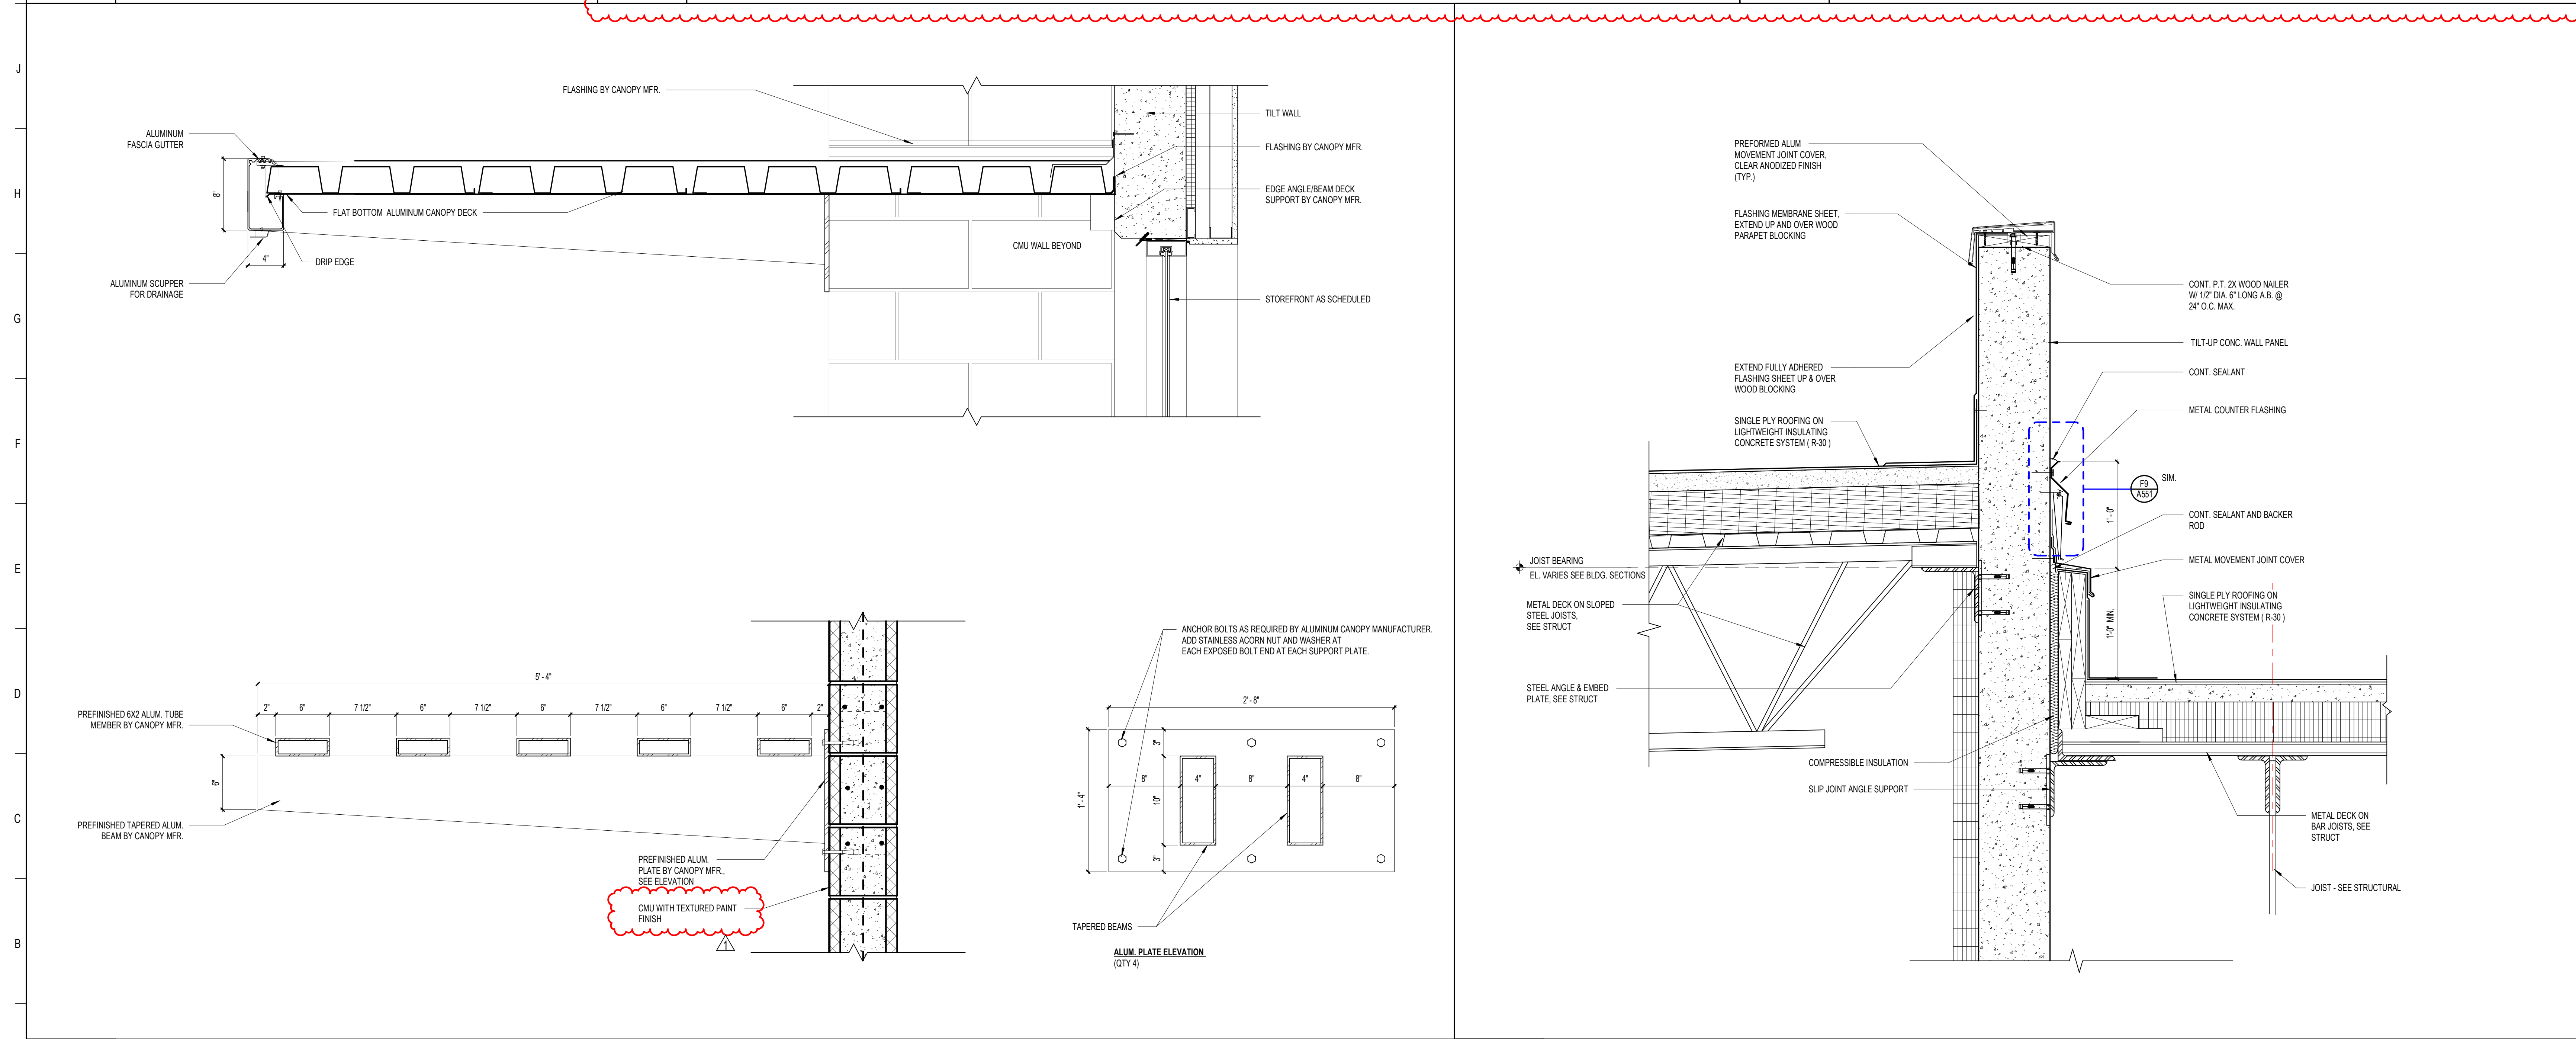 J
H
G
F
E
D
C
B
FLASHING BY CANOPY MFR.
ALUMINUM
FASCIA GUTTER
8"
4"
FLAT BOTTOM ALUMINUM CANOPY DECK
DRIP EDGE
ALUMINUM SCUPPER
FOR DRAINAGE
TILT WALL
FLASHING BY CANOPY MFR.
EDGE ANGLE/BEAM DECK
SUPPORT BY CANOPY MFR.
CMU WALL BEYOND
STOREFRONT AS SCHEDULED
5' - 4"
2"
6"
7 1/2"
6"
7 1/2"
6"
7 1/2"
6"
7 1/2"
6"
2"
PREFINISHED 6X2 ALUM. TUBE
MEMBER BY CANOPY MFR.
6"
PREFINISHED TAPERED ALUM.
BEAM BY CANOPY MFR.
PREFINISHED ALUM.
PLATE BY CANOPY MFR.,
SEE ELEVATION
CMU WITH TEXTURED PAINT
FINISH
1
ANCHOR BOLTS AS REQUIRED BY ALUMINUM CANOPY MANUFACTURER.
ADD STAINLESS ACORN NUT AND WASHER AT
EACH EXPOSED BOLT END AT EACH SUPPORT PLATE.
2' - 8"
3"
8"
4"
8"
4"
8"
1' - 4"
10"
3"
TAPERED BEAMS
ALUM. PLATE ELEVATION
(QTY 4)
PREFORMED ALUM
MOVEMENT JOINT COVER,
CLEAR ANODIZED FINISH
(TYP.)
FLASHING MEMBRANE SHEET,
EXTEND UP AND OVER WOOD
PARAPET BLOCKING
EXTEND FULLY ADHERED
FLASHING SHEET UP & OVER
WOOD BLOCKING
SINGLE PLY ROOFING ON
LIGHTWEIGHT INSULATING
CONCRETE SYSTEM ( R-30 )
JOIST BEARING
EL. VARIES SEE BLDG. SECTIONS
METAL DECK ON SLOPED
STEEL JOISTS,
SEE STRUCT
STEEL ANGLE & EMBED
PLATE, SEE STRUCT
COMPRESSIBLE INSULATION
SLIP JOINT ANGLE SUPPORT
CONT. P.T. 2X WOOD NAILER
W/ 1/2" DIA. 6" LONG A.B. @
24" O.C. MAX.
TILT-UP CONC. WALL PANEL
CONT. SEALANT
METAL COUNTER FLASHING
F9
A551
SIM.
1' - 0"
CONT. SEALANT AND BACKER
ROD
METAL MOVEMENT JOINT COVER
1'-0" MIN.
SINGLE PLY ROOFING ON
LIGHTWEIGHT INSULATING
CONCRETE SYSTEM ( R-30 )
METAL DECK ON
BAR JOISTS, SEE
STRUCT
JOIST - SEE STRUCTURAL